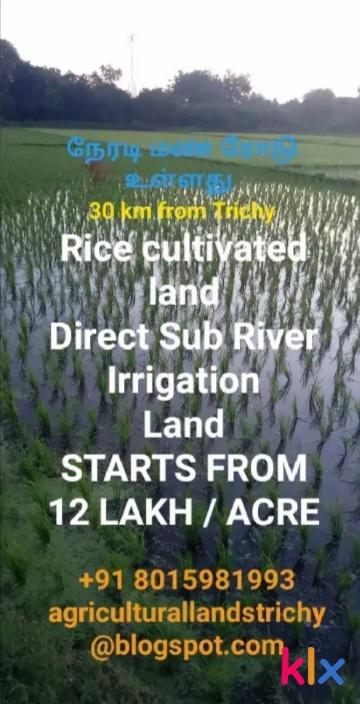 நேரடி மண் ரோடு
உள்ளது
30 km from Trichy
Rice cultivated
land
Direct Sub River
Irrigation
Land
STARTS FROM
12 LAKH / ACRE
+91 8015981993
agriculturallandstrichy
@blogspot.com
klx